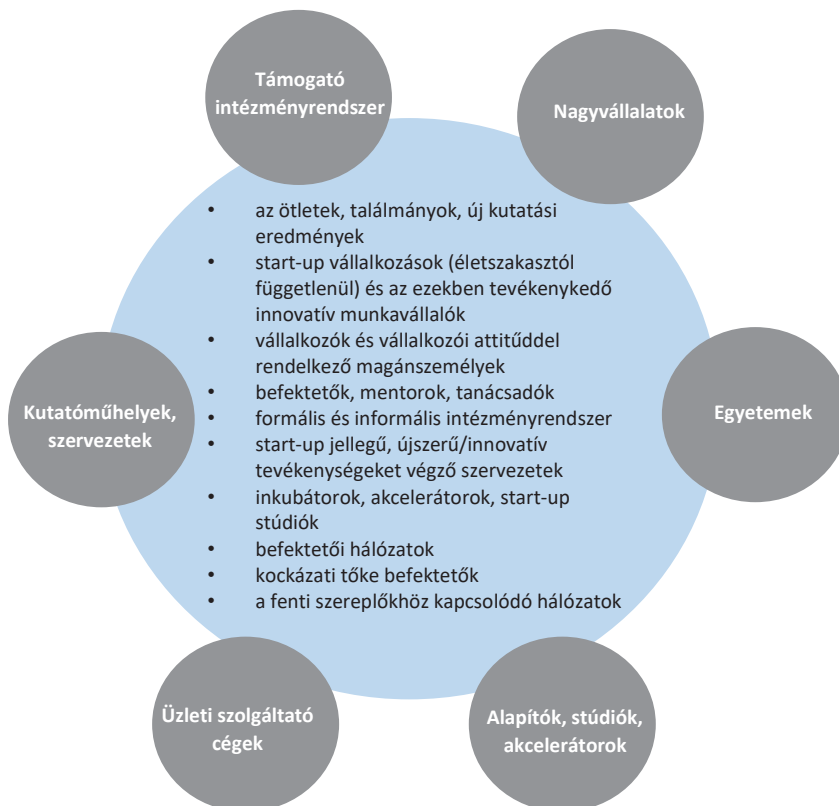 Támogató
intézményrendszer
Nagyvállalatok
• az ötletek, találmányok, új kutatási
eredmények
• start-up vállalkozások (életszakasztól
függetlenül) és az ezekben tevékenykedő
innovatív munkavállalók
• vállalkozók és vállalkozói attitűddel
rendelkező magánszemélyek
• befektetők, mentorok, tanácsadók
• formális és informális intézményrendszer
• start-up jellegű, újszerű/innovatív
tevékenységeket végző szervezetek
• inkubátorok, akcelerátorok, start-up
stúdiók
• befektetői hálózatok
• kockázati tőke befektetők
• a fenti szereplőkhöz kapcsolódó hálózatok
Kutatóműhelyek,
szervezetek
Egyetemek
Üzleti szolgáltató
cégek
Alapítók, stúdiók,
akcelerátorok